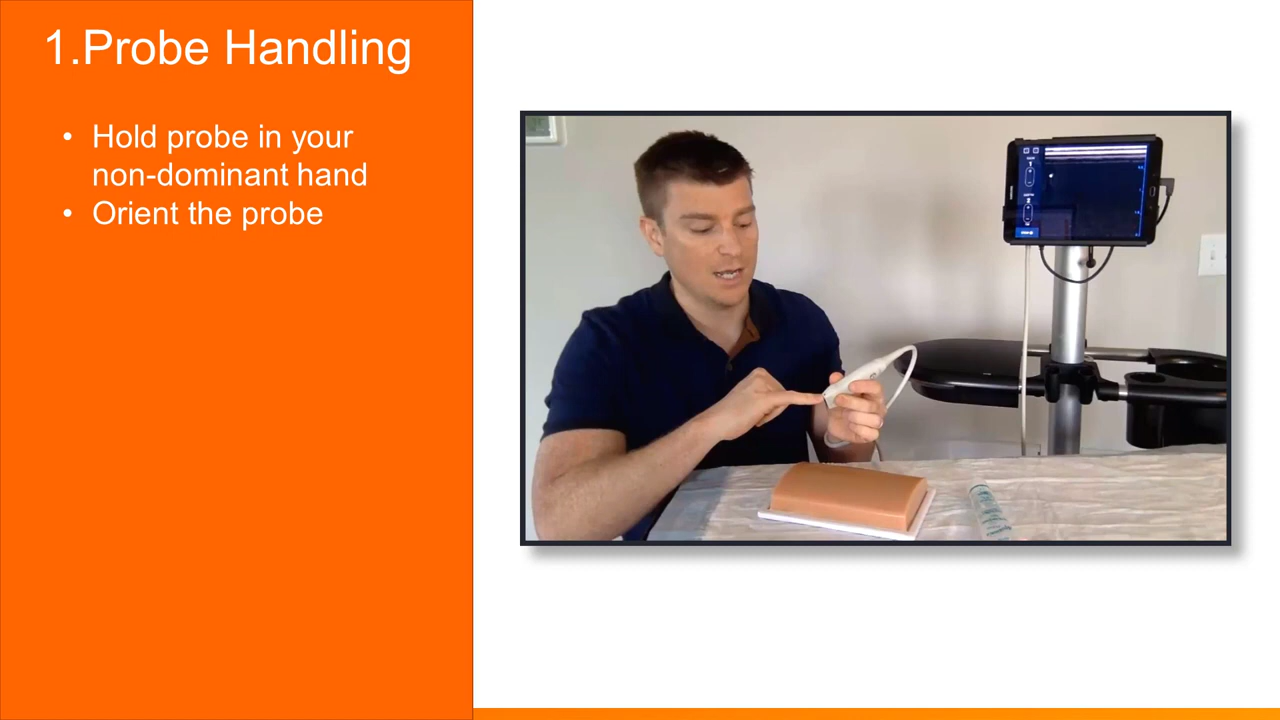 1.Probe Handling
• Hold probe in your
non-dominant hand
• Orient the probe